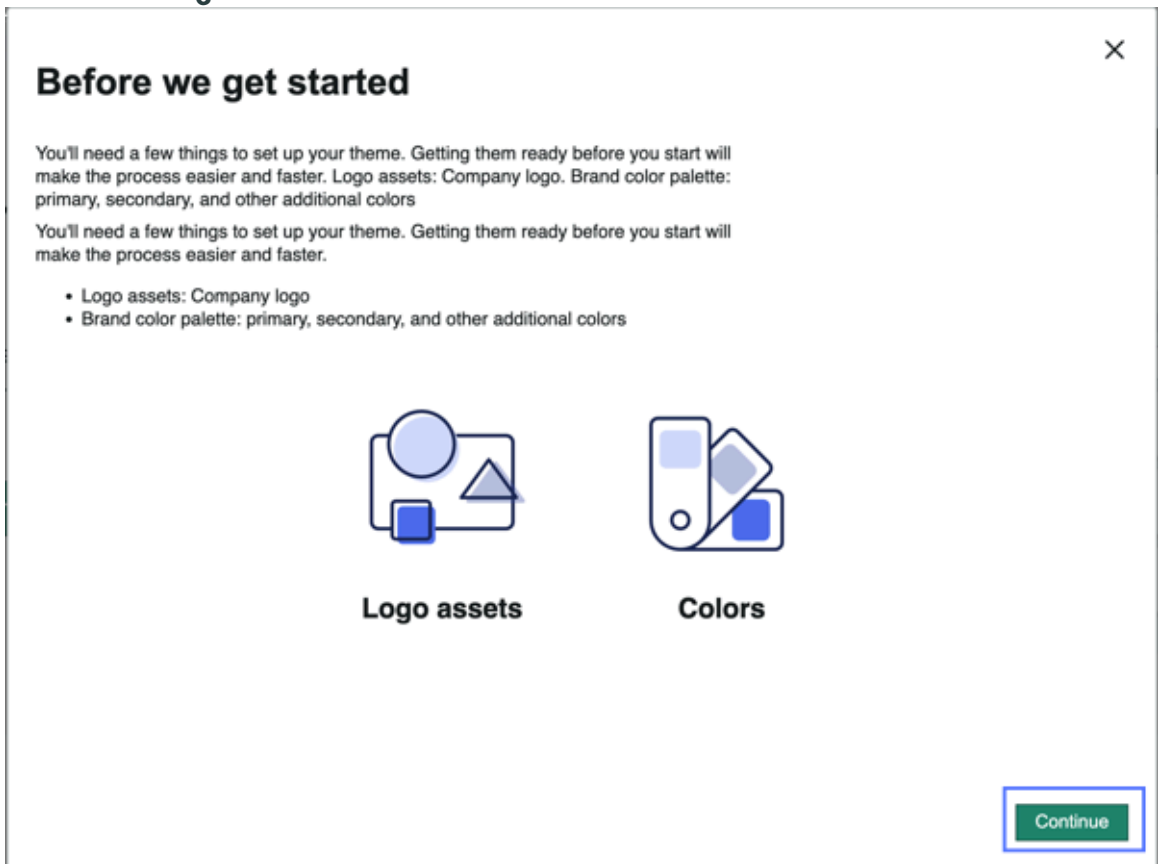 Before we get started
You'll need a few things to set up your theme. Getting them ready before you start will
make the process easier and faster. Logo assets: Company logo. Brand color palette:
primary, secondary, and other additional colors
You'll need a few things to set up your theme. Getting them ready before you start will
make the process easier and faster.
• Logo assets: Company logo
• Brand color palette: primary, secondary, and other additional colors
Logo assets
Colors
Continue